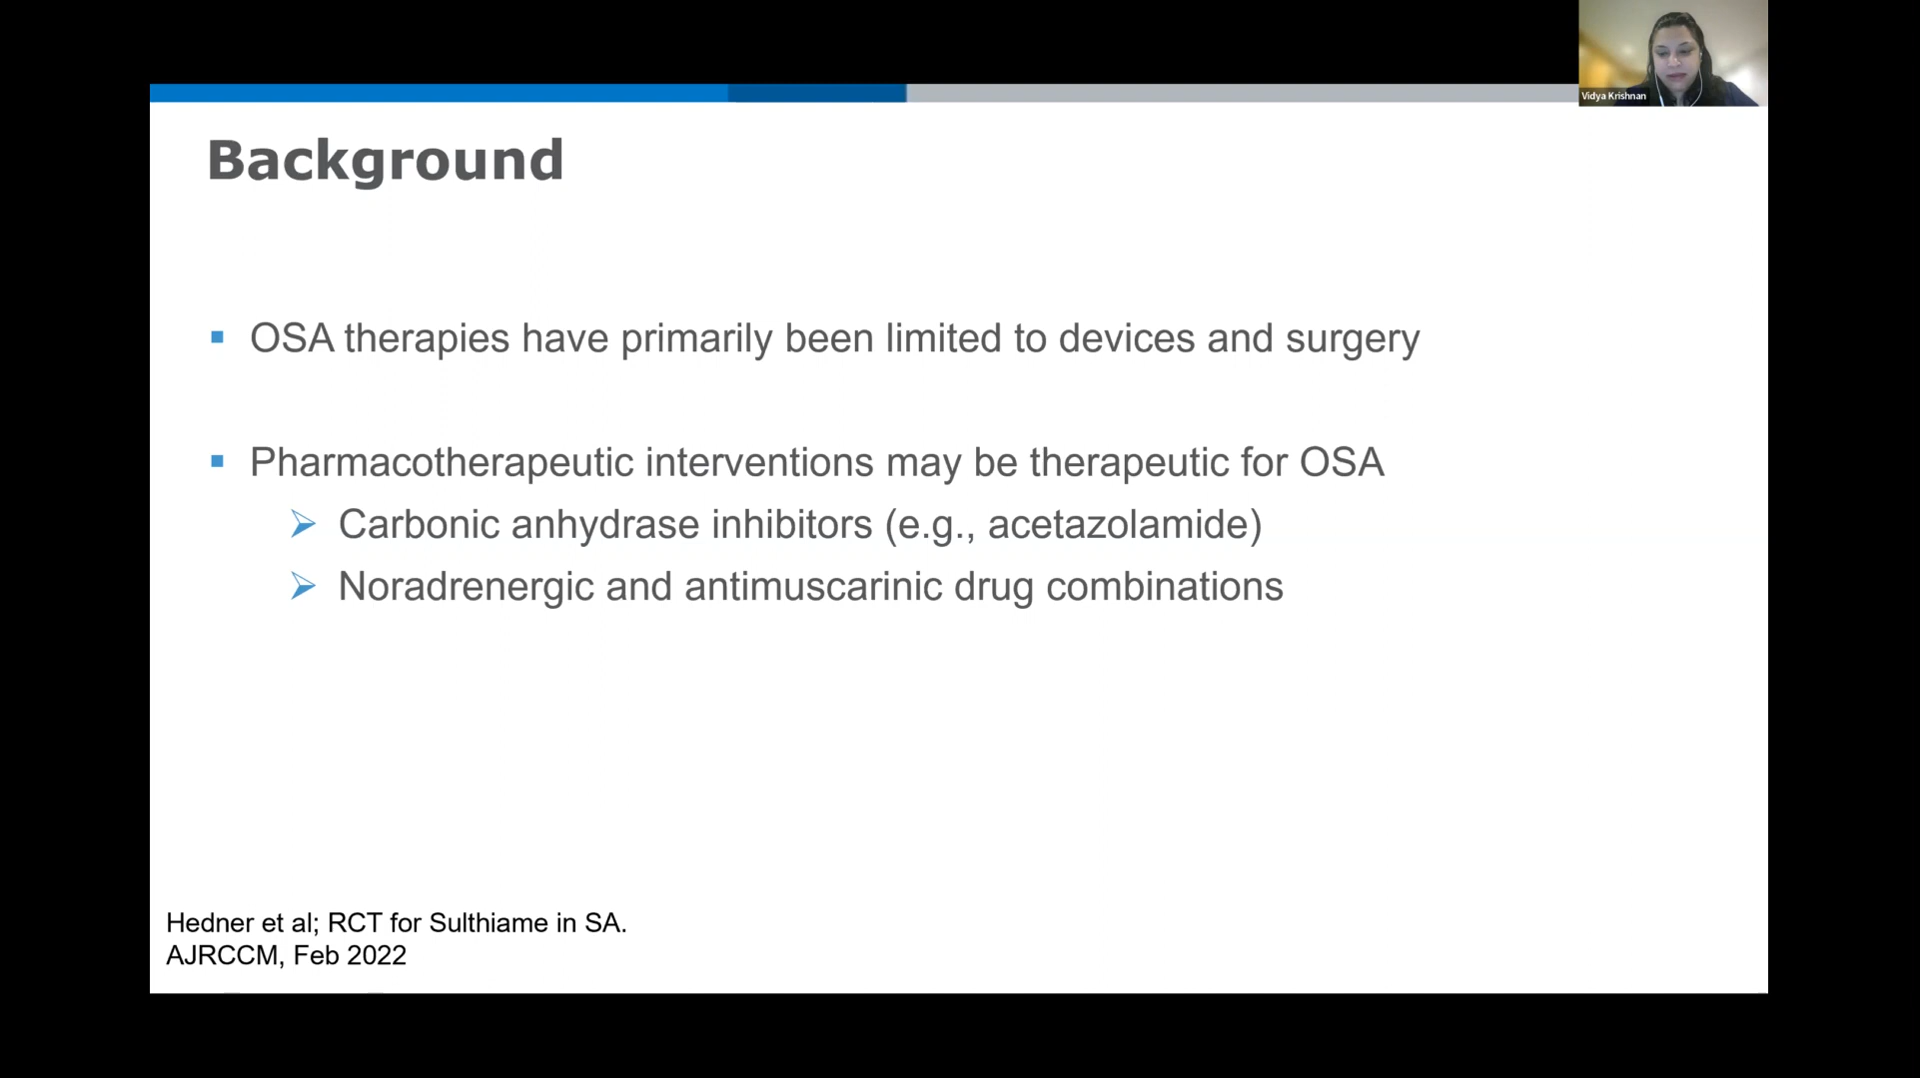 Vidya Krishnan
Background
OSA therapies have primarily been limited to devices and surgery
Pharmacotherapeutic interventions may be therapeutic for OSA
Carbonic anhydrase inhibitors (e.g., acetazolamide)
Noradrenergic and antimuscarinic drug combinations
Hedner et al; RCT for Sulthiame in SA.
AJRCCM, Feb 2022